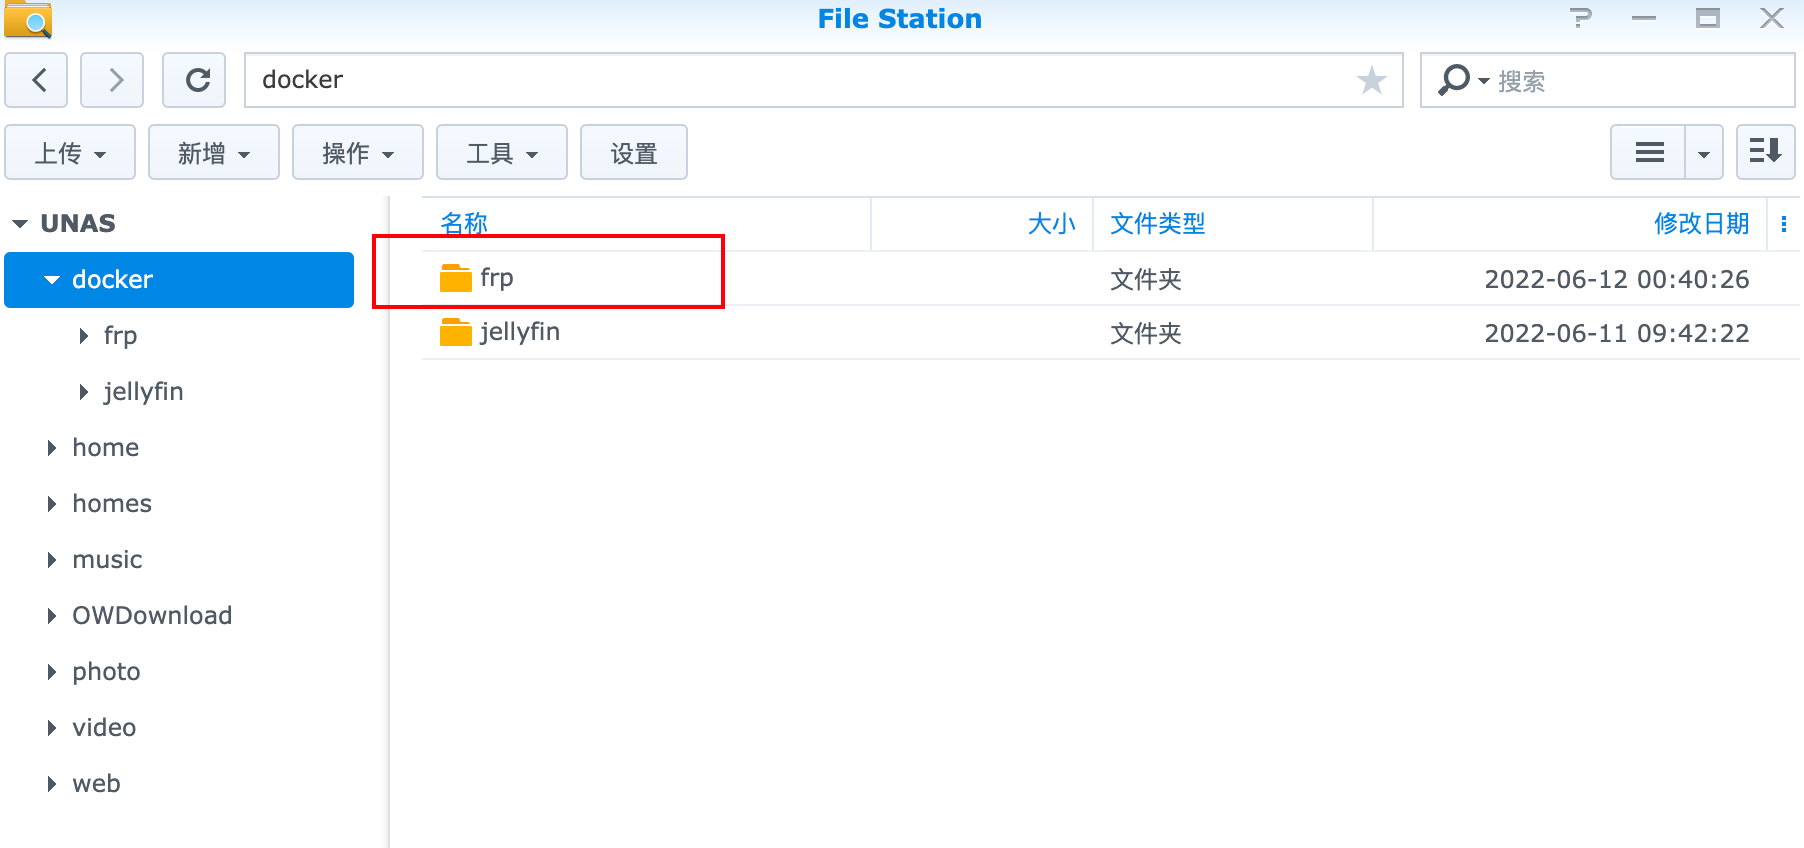 File Station
docker
搜索
上传 新增 操作 工具 设置
UNAS
docker
frp
jellyfin
home
homes
music
OWDownload
photo
video
web
名称 大小 文件类型 修改日期
frp 文件夹 2022-06-12 00:40:26
jellyfin 文件夹 2022-06-11 09:42:22